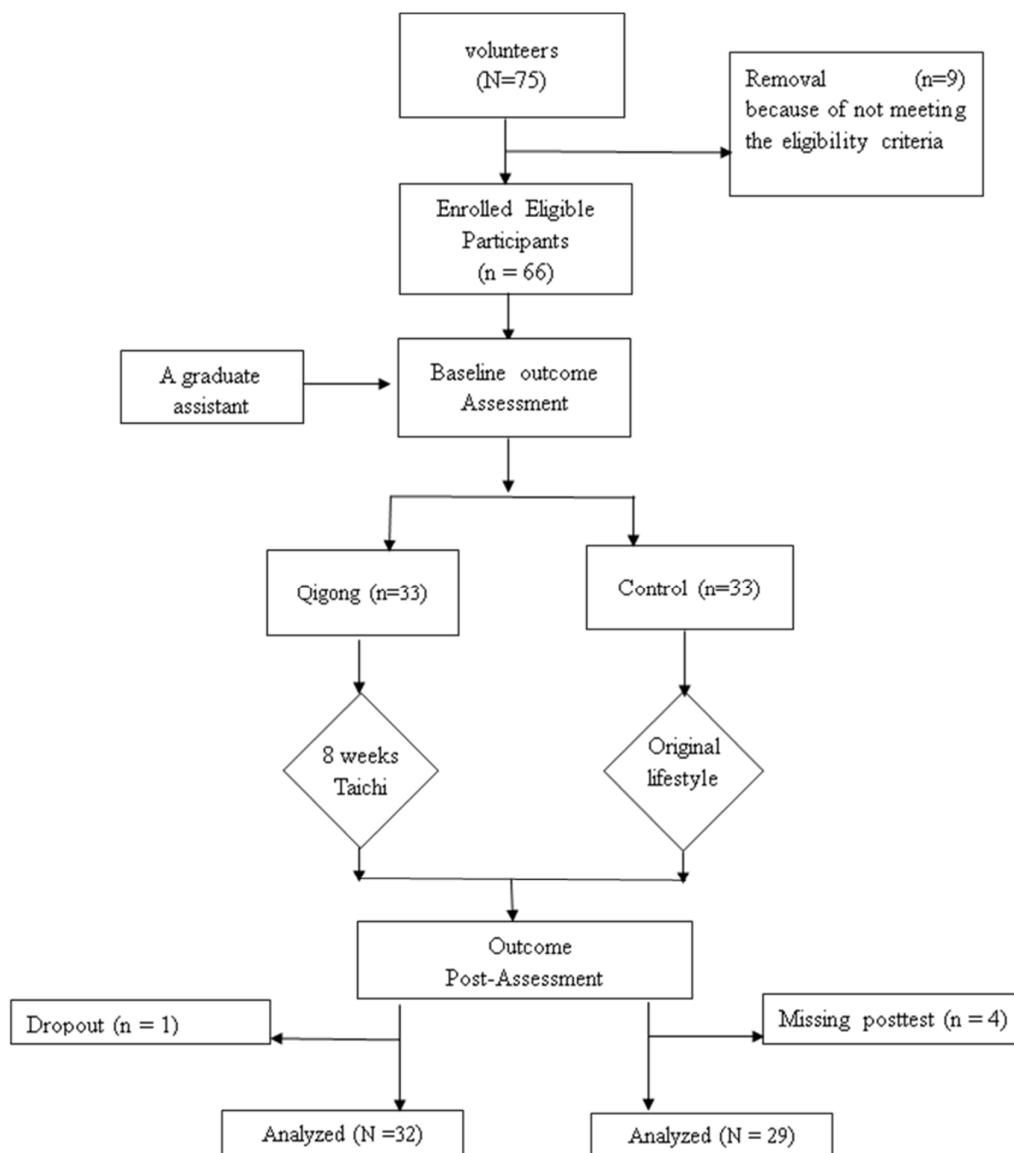 volunteers
(N=75)
Removal (n=9)
because of not meeting
the eligibility criteria
Enrolled Eligible
Participants
(n = 66)
A graduate
assistant
Baseline outcome
Assessment
Qigong (n=33)
Control (n=33)
8 weeks
Taichi
Original
lifestyle
Outcome
Post-Assessment
Dropout (n = 1)
Missing posttest (n = 4)
Analyzed (N =32)
Analyzed (N = 29)